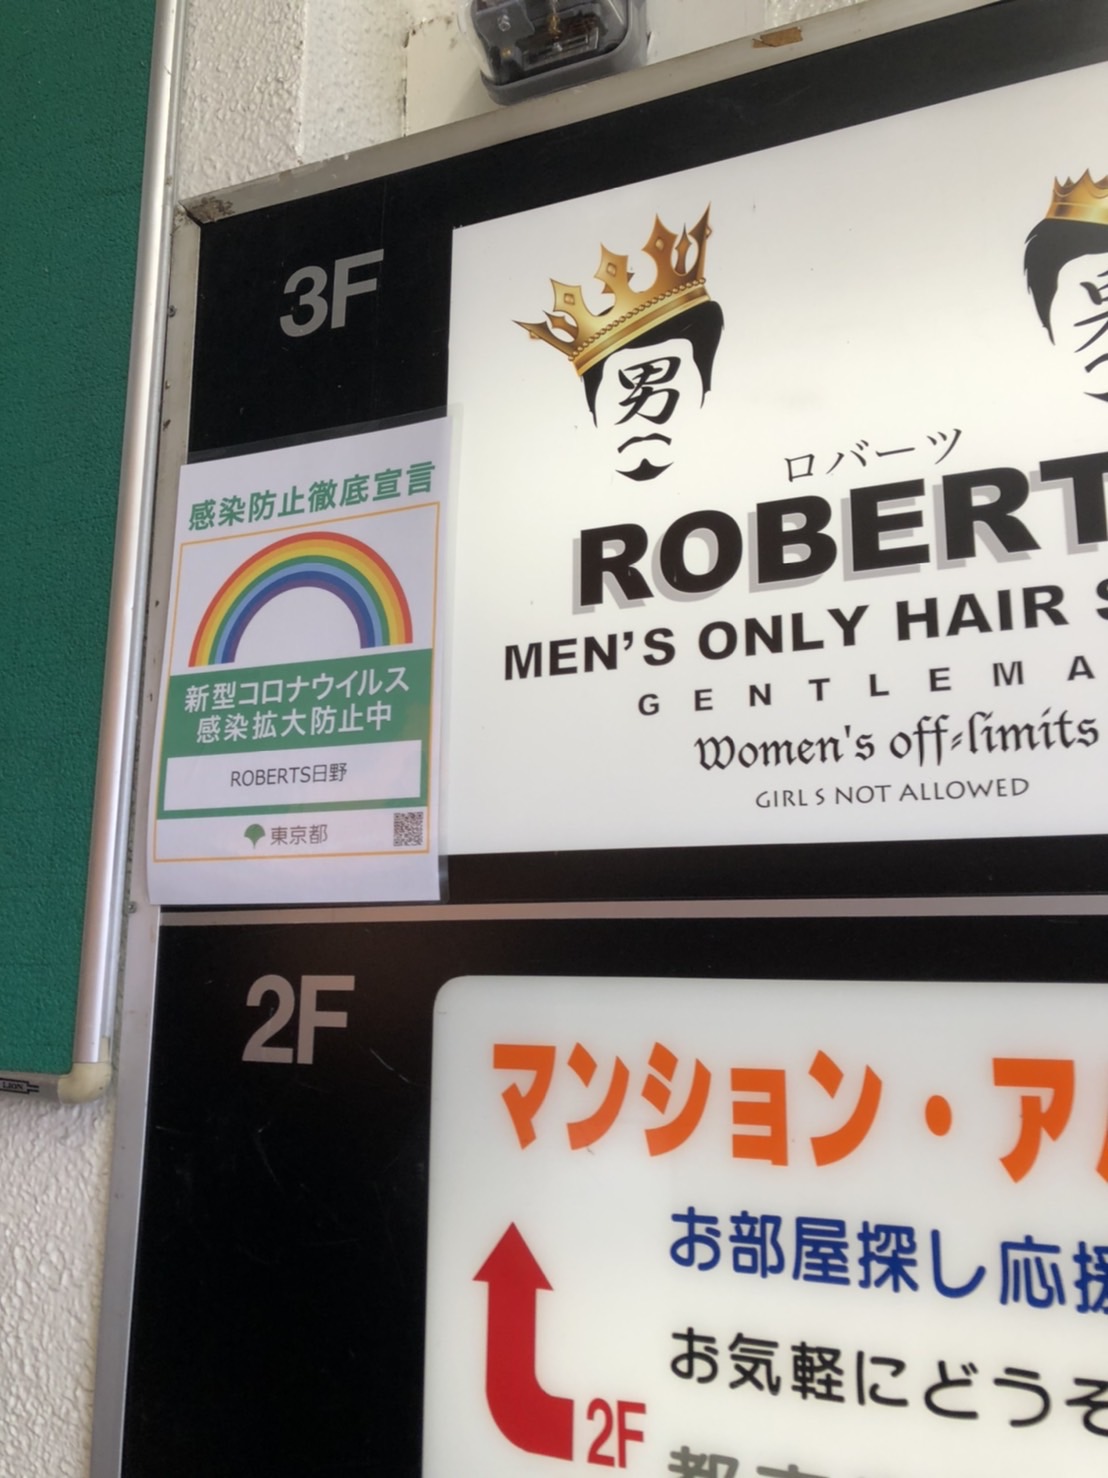 3F
男
ロバーツ
ROBERT
MEN'S ONLY HAIR
GENTLEMA
Women's off-limits
GIRLS NOT ALLOWED
感染防止徹底宣言
新型コロナウイルス
感染拡大防止中
ROBERTS日野
東京都
2F
マンション・ア
お部屋探し応援
お気軽にどうぞ
2F
LION